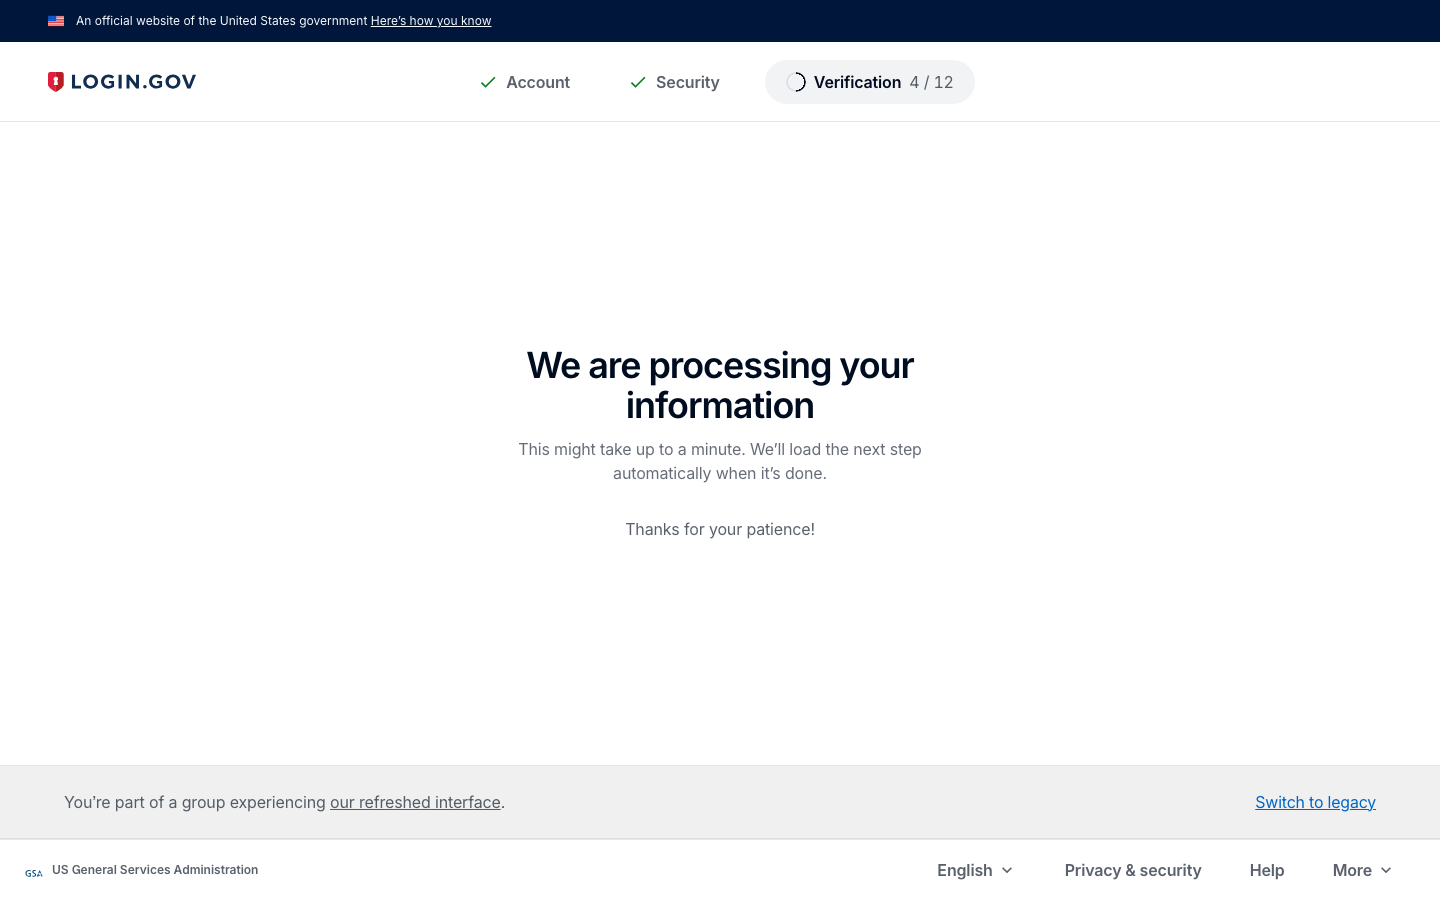 An official website of the United States government Here’s how you know
LOGIN.GOV
Account
Security
Verification 4 / 12
We are processing your
information
This might take up to a minute. We’ll load the next step
automatically when it’s done.
Thanks for your patience!
You’re part of a group experiencing our refreshed interface.
Switch to legacy
GSA
US General Services Administration
English
Privacy & security
Help
More